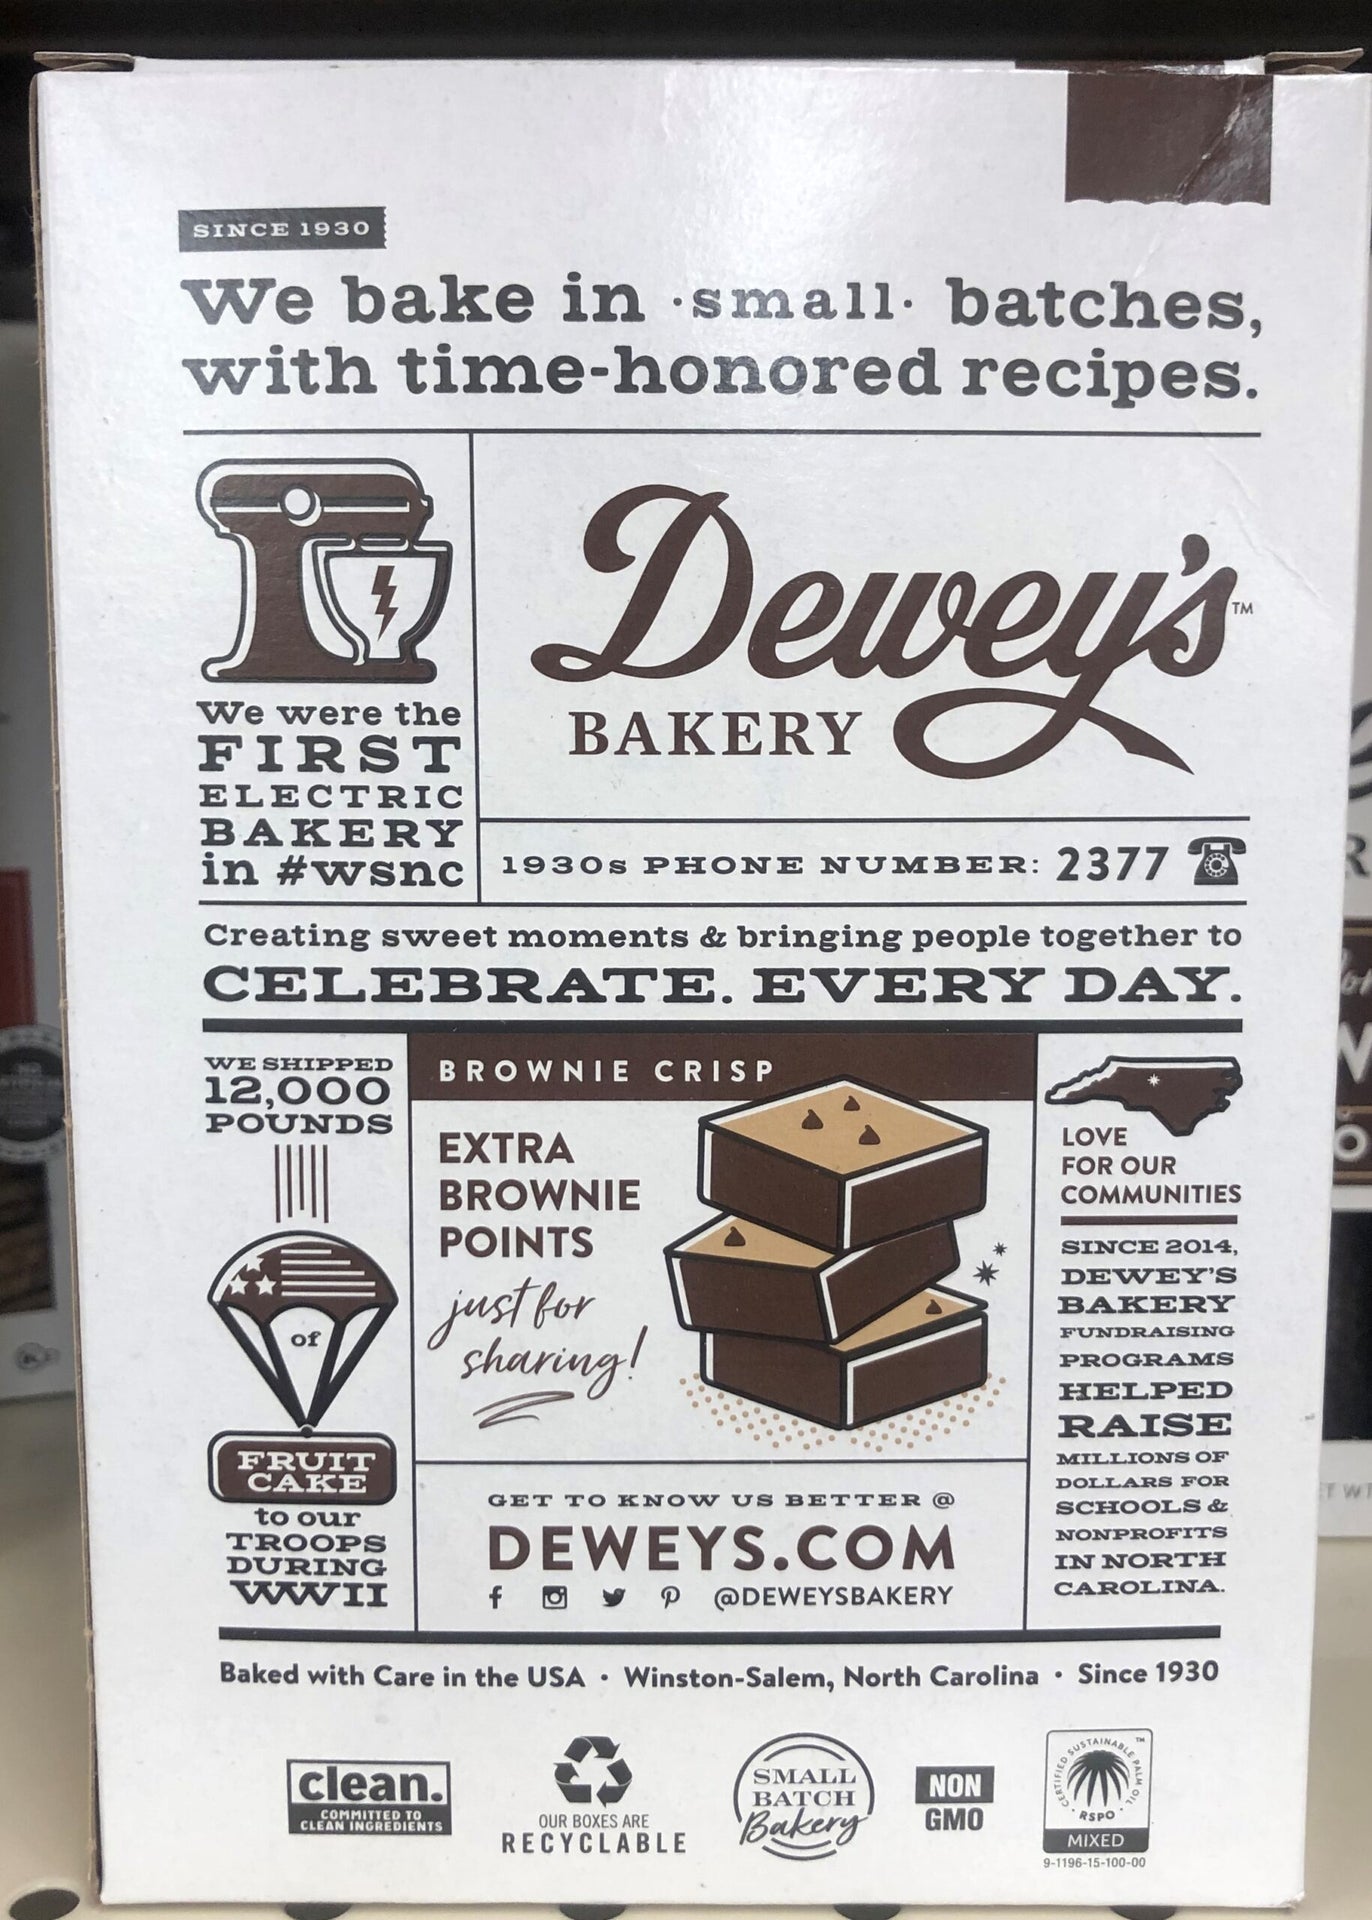 SINCE 1930
We bake in ·small· batches,
with time-honored recipes.
We were the
FIRST
ELECTRIC
BAKERY
in #wsnc
Dewey's™
BAKERY
1930s PHONE NUMBER: 2377
Creating sweet moments & bringing people together to
CELEBRATE. EVERY DAY.
WE SHIPPED
12,000
POUNDS
of
FRUIT
CAKE
to our
TROOPS
DURING
WWII
BROWNIE CRISP
EXTRA
BROWNIE
POINTS
just for
sharing!
GET TO KNOW US BETTER @
DEWEYS.COM
@DEWEYSBAKERY
LOVE
FOR OUR
COMMUNITIES
SINCE 2014,
DEWEY'S
BAKERY
FUNDRAISING
PROGRAMS
HELPED
RAISE
MILLIONS OF
DOLLARS FOR
SCHOOLS &
NONPROFITS
IN NORTH
CAROLINA.
Baked with Care in the USA • Winston-Salem, North Carolina • Since 1930
clean.
COMMITTED TO
CLEAN INGREDIENTS
OUR BOXES ARE
RECYCLABLE
SMALL
BATCH
Bakery
NON
GMO
CERTIFIED SUSTAINABLE PALM OIL™
RSPO
MIXED
9-1196-15-100-00